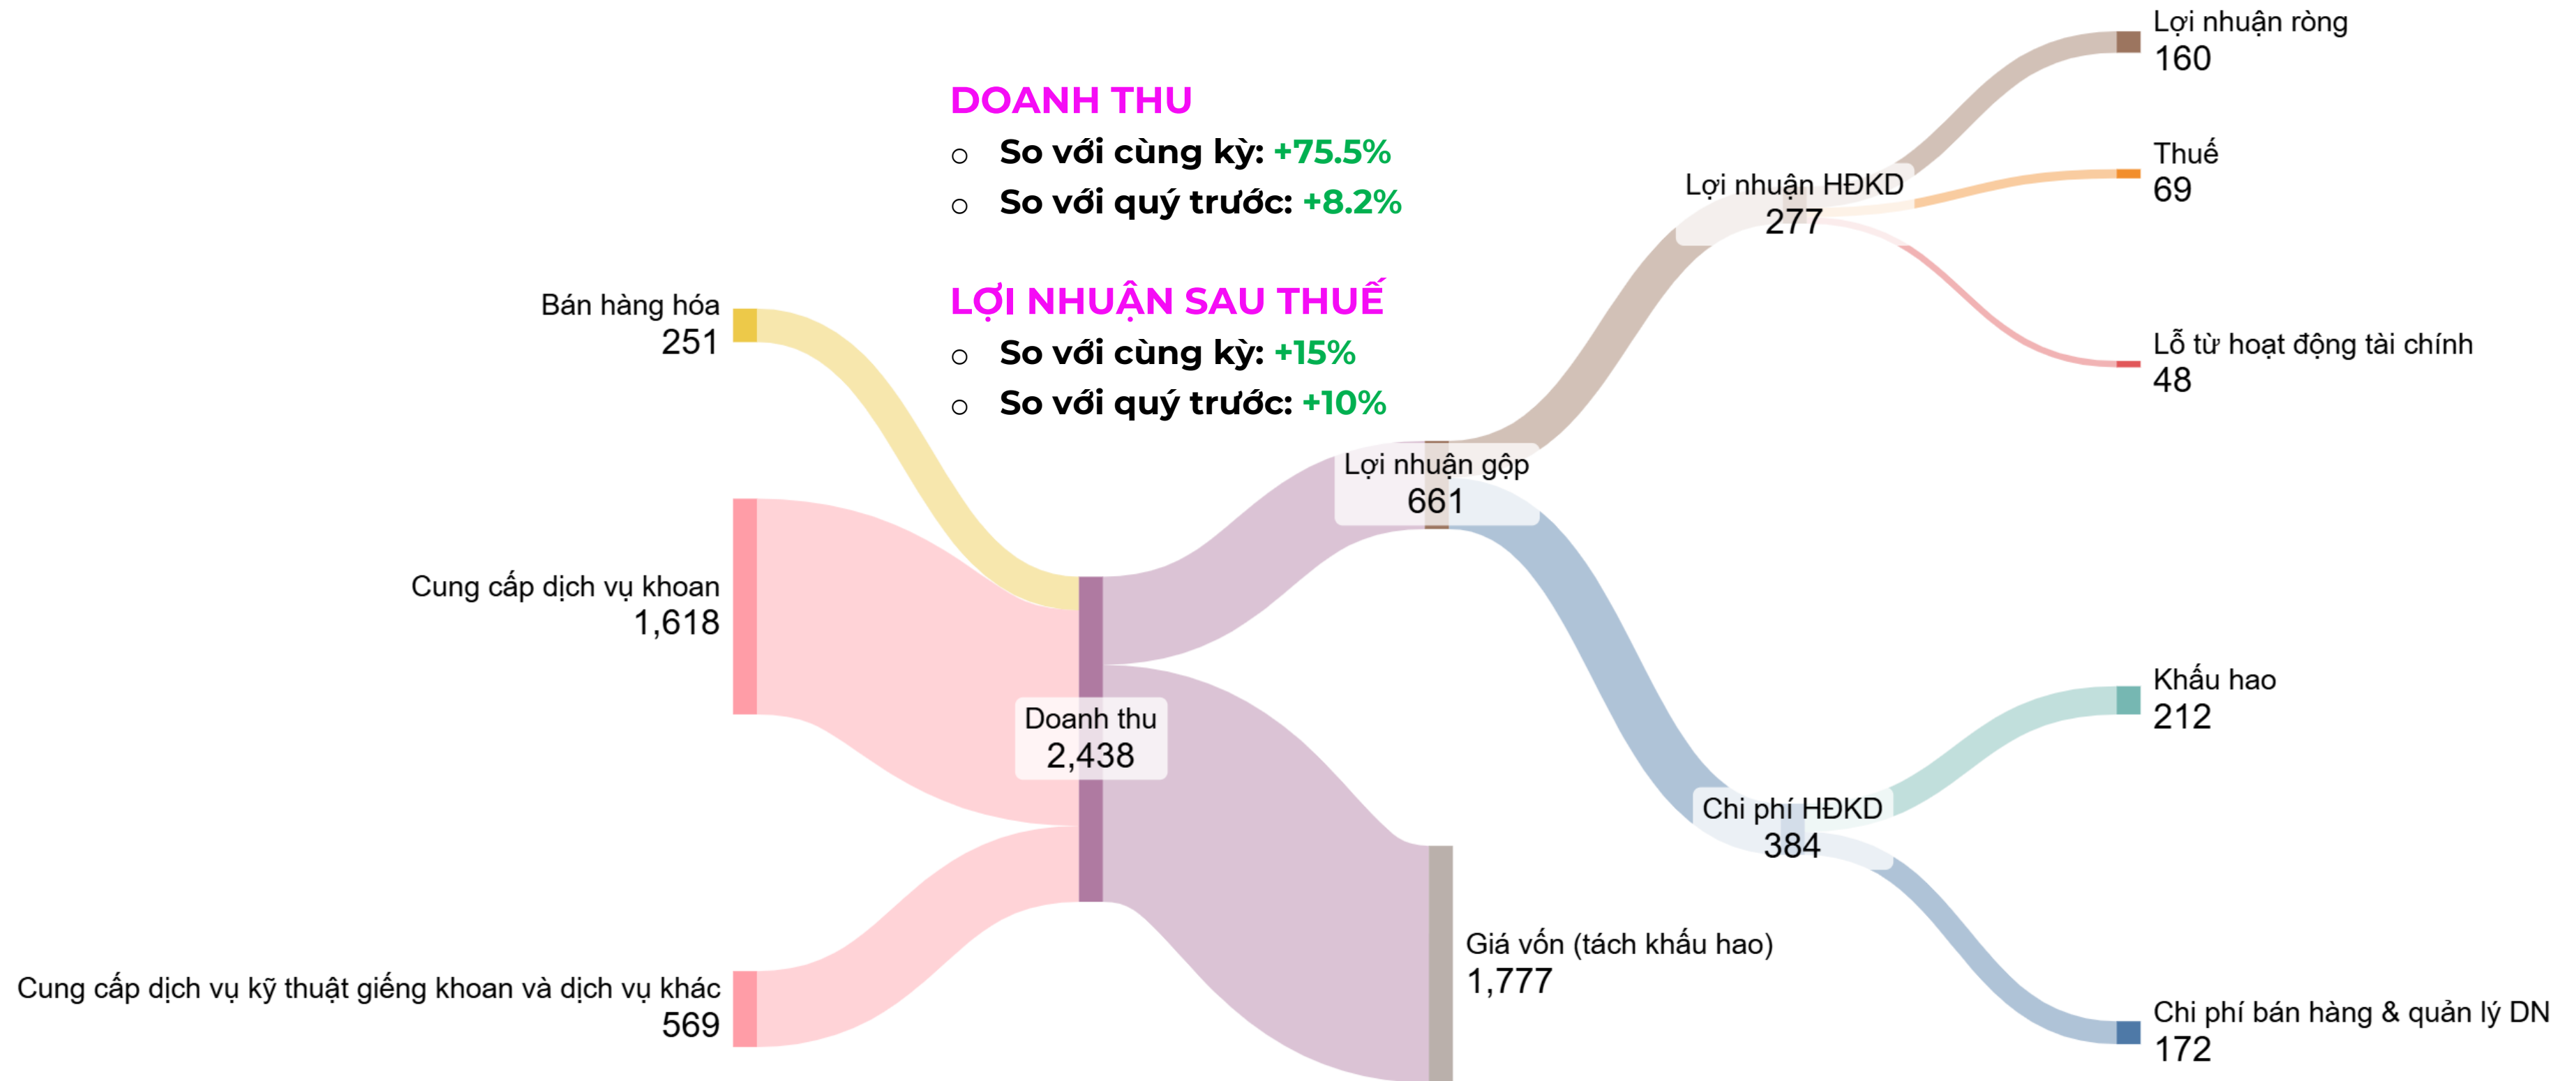 DOANH THU
o So với cùng kỳ: +75.5%
o So với quý trước: +8.2%
LỢI NHUẬN SAU THUẾ
o So với cùng kỳ: +15%
o So với quý trước: +10%
Bán hàng hóa
251
Cung cấp dịch vụ khoan
1,618
Cung cấp dịch vụ kỹ thuật giếng khoan và dịch vụ khác
569
Doanh thu
2,438
Lợi nhuận gộp
661
Giá vốn (tách khấu hao)
1,777
Lợi nhuận HĐKD
277
Chi phí HĐKD
384
Lợi nhuận ròng
160
Thuế
69
Lỗ từ hoạt động tài chính
48
Khấu hao
212
Chi phí bán hàng & quản lý DN
172